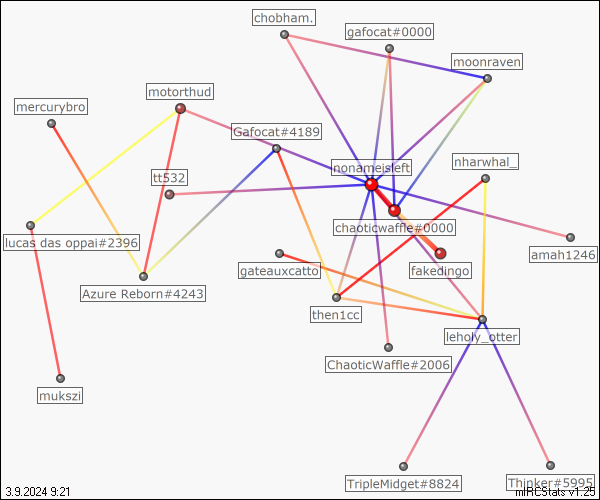 chobham.
gafocat#0000
moonraven
motorthud
mercurybro
Gafocat#4189
nonameisleft
nharwhal_
tt532
chaoticwaffle#0000
lucas das oppai#2396
amah1246
gateauxcatto
fakedingo
Azure Reborn#4243
then1cc
leholy_otter
ChaoticWaffle#2006
mukszi
TripleMidget#8824
Thinker#5995
3.9.2024 9:21
mIRCStats v1.25